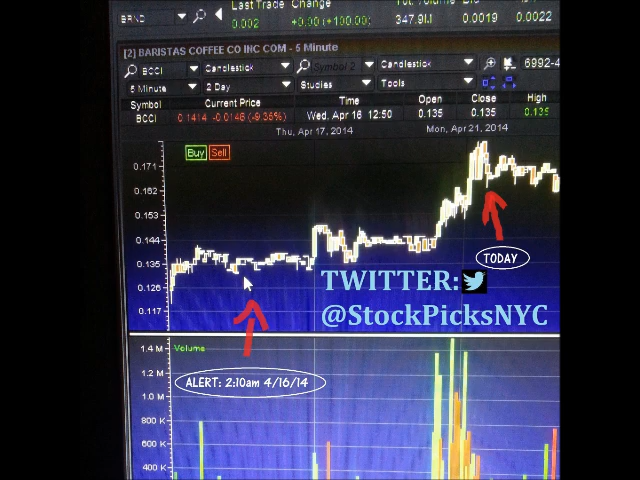 BRND Last Trade Change Tot. Volume
0.002 +0.00 (+100.00) 0.0019 0.0022
[2] BARISTAS COFFEE CO INC COM - 5 Minute
BCCI Candlestick Symbol 2 Candlestick 6992-4
5 Minute 2 Day Studies Tools
Symbol Current Price Time Open Close High
BCCI 0.1414 -0.0146 (-9.36%) Wed, Apr 16 12:50 0.135 0.135 0.135
Thu, Apr 17, 2014 Mon, Apr 21, 2014
Buy Sell
0.171
0.162
0.153
0.144
0.135
0.126
0.117
TODAY
TWITTER:
@StockPicksNYC
Volume
1.4 M
1.2 M
1.0 M
800 K
600 K
400 K
ALERT: 2:10am 4/16/14